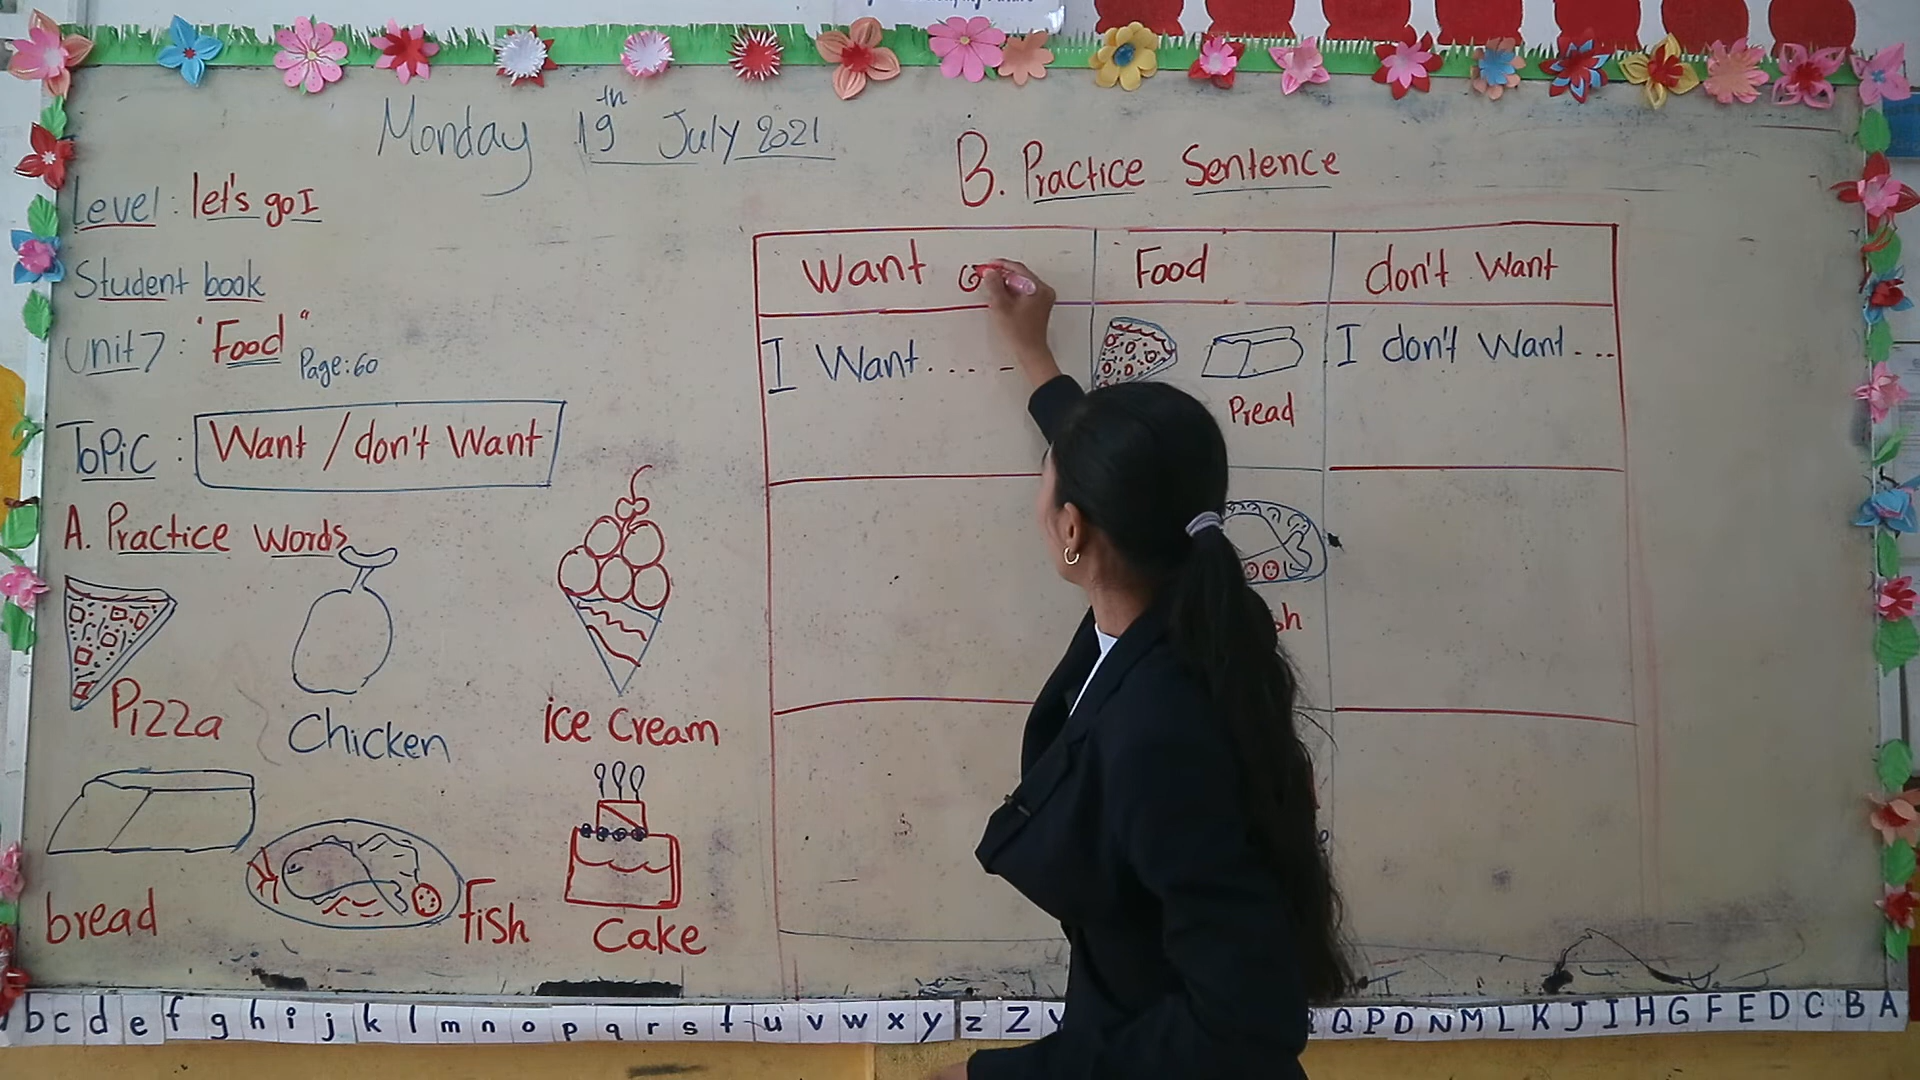 Monday 19th July 2021
Level: let's go I
Student book
Unit 7: "Food" Page: 60
Topic: Want / don't Want
A. Practice Words
Pizza
Chicken
ice cream
bread
fish
Cake
B. Practice Sentence
Want Food don't Want
I Want..... I don't Want...
Pread
b c d e f g h i j k l m n o p q r s t u v w x y z Z Y
Q P D N M L K J I H G F E D C B A